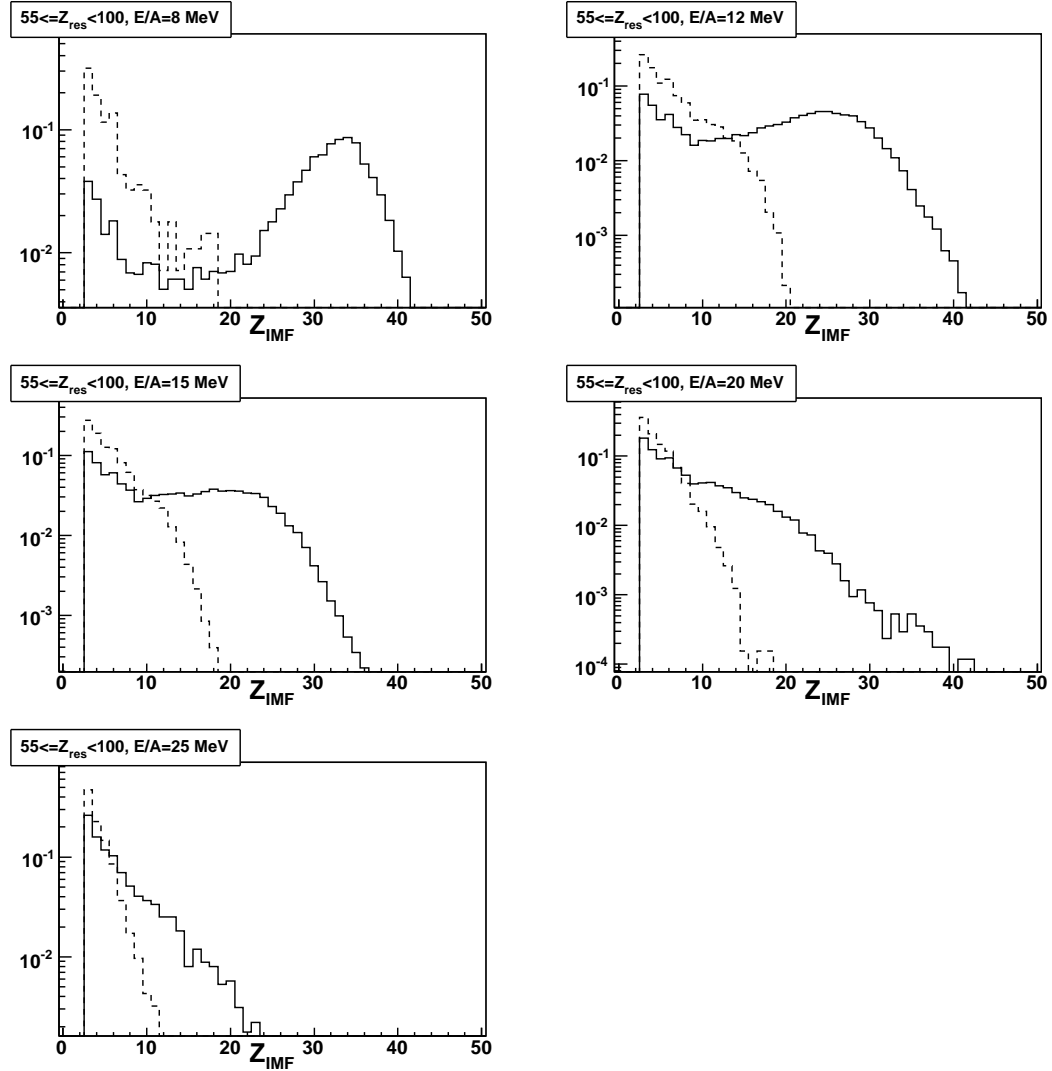 55<=Z_res<100, E/A=8 MeV
10^-1
10^-2
0 10 20 30 40 50
Z_IMF
55<=Z_res<100, E/A=12 MeV
10^-1
10^-2
10^-3
0 10 20 30 40 50
Z_IMF
55<=Z_res<100, E/A=15 MeV
10^-1
10^-2
10^-3
0 10 20 30 40 50
Z_IMF
55<=Z_res<100, E/A=20 MeV
10^-1
10^-2
10^-3
10^-4
0 10 20 30 40 50
Z_IMF
55<=Z_res<100, E/A=25 MeV
10^-1
10^-2
0 10 20 30 40 50
Z_IMF